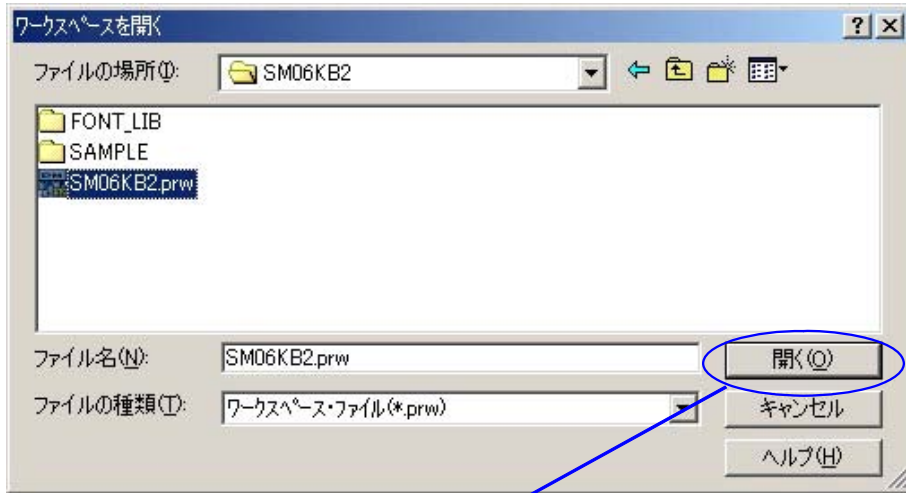 ワークスペースを開く
ファイルの場所(I):
SM06KB2
FONT_LIB
SAMPLE
SM06KB2.prw
ファイル名(N):
SM06KB2.prw
開く(O)
ファイルの種類(T):
ワークスペース・ファイル(*.prw)
キャンセル
ヘルプ(H)